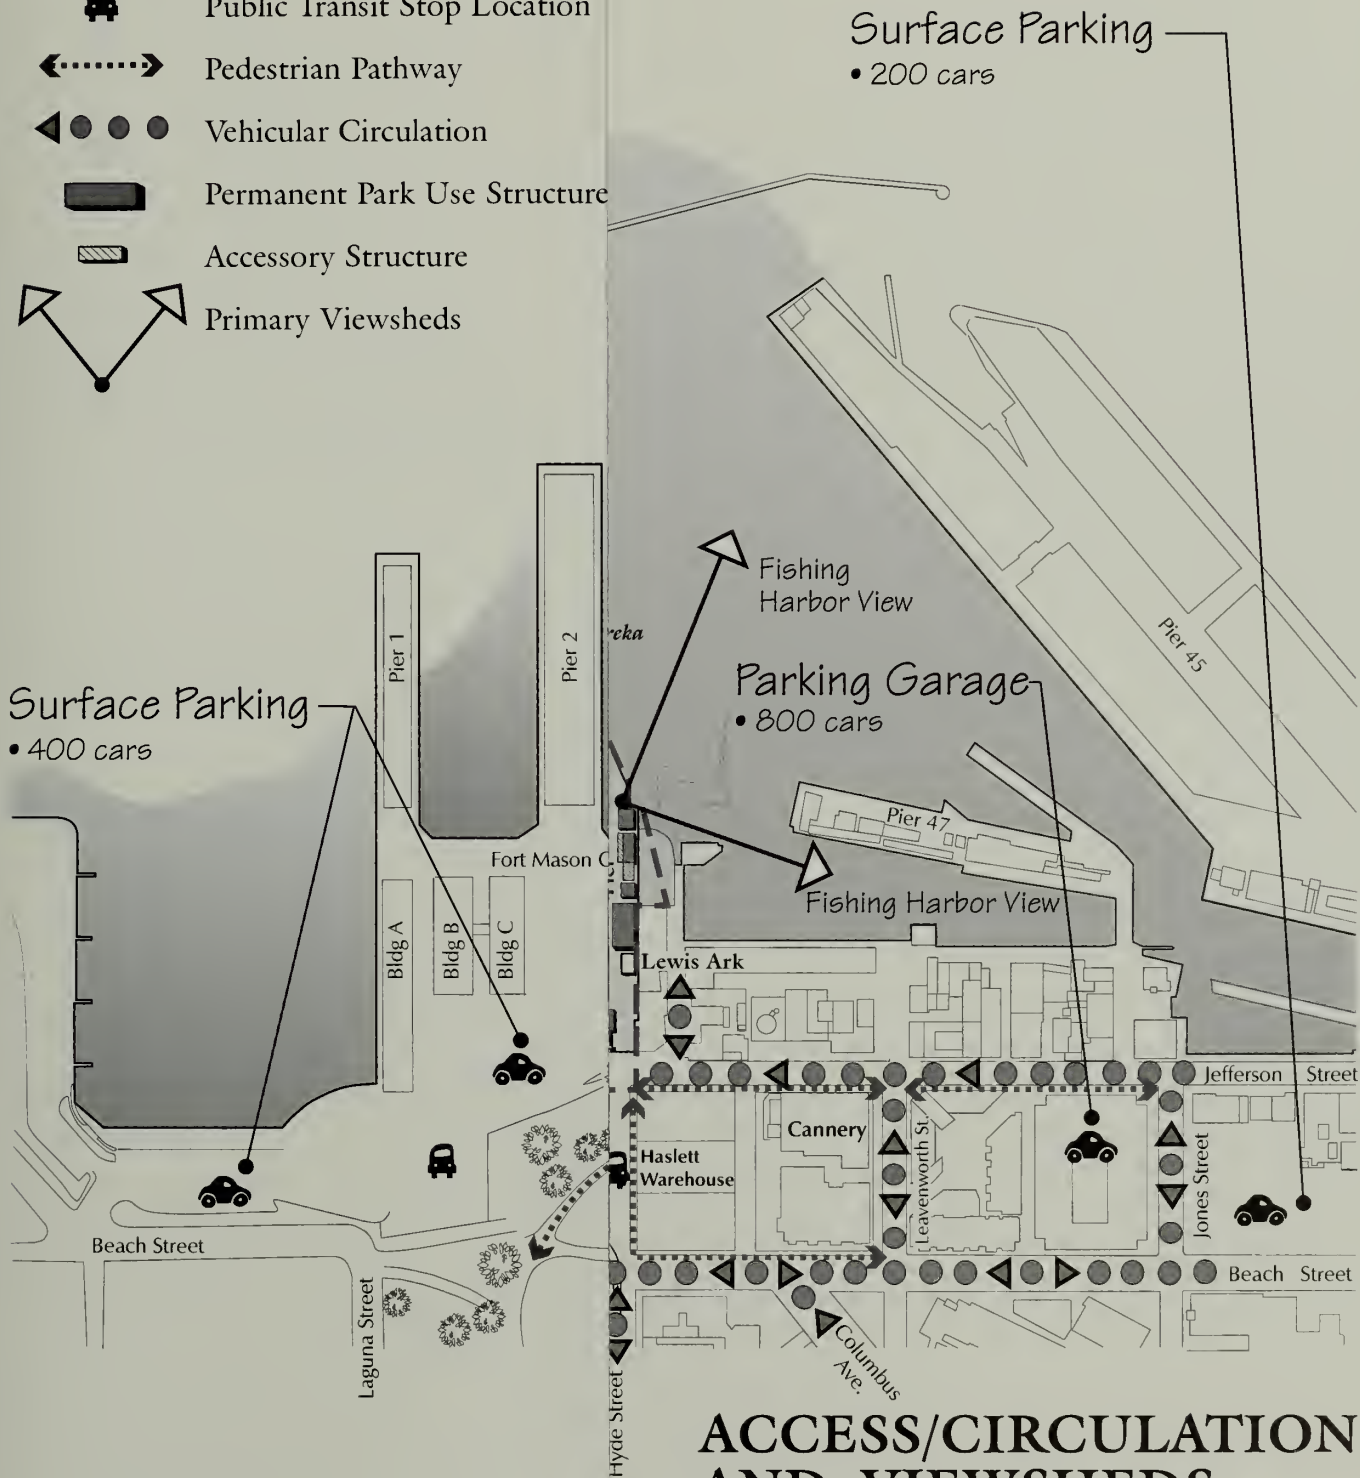 Public Transit Stop Location
Pedestrian Pathway
Vehicular Circulation
Permanent Park Use Structure
Accessory Structure
Primary Viewsheds
Surface Parking
• 200 cars
Fishing
Harbor View
reka
Pier 1
Pier 2
Pier 45
Surface Parking
• 400 cars
Parking Garage
• 800 cars
Pier 47
Fort Mason C
Fishing Harbor View
Bldg A
Bldg B
Bldg C
Lewis Ark
Jefferson Street
Cannery
Haslett
Warehouse
Leavenworth St.
Jones Street
Beach Street
Beach Street
Laguna Street
Hyde Street
Columbus
Ave.
ACCESS/CIRCULATION
AND VIEWSHEDS